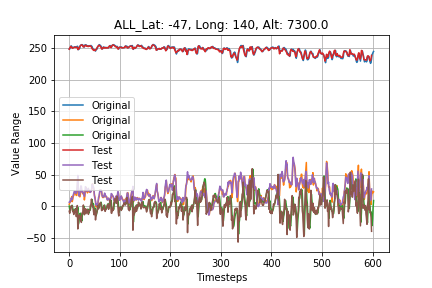 ALL_Lat: -47, Long: 140, Alt: 7300.0
Value Range
250
200
150
100
50
0
−50
Original
Original
Original
Test
Test
Test
0
100
200
300
400
500
600
Timesteps